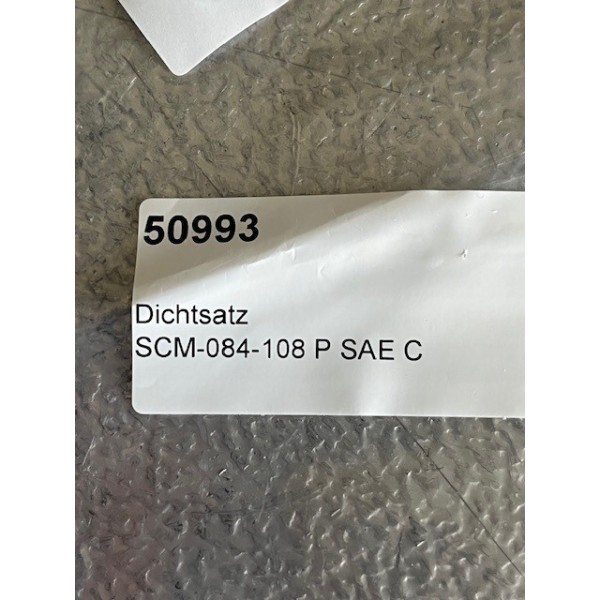 50993
Dichtsatz
SCM-084-108 P SAE C